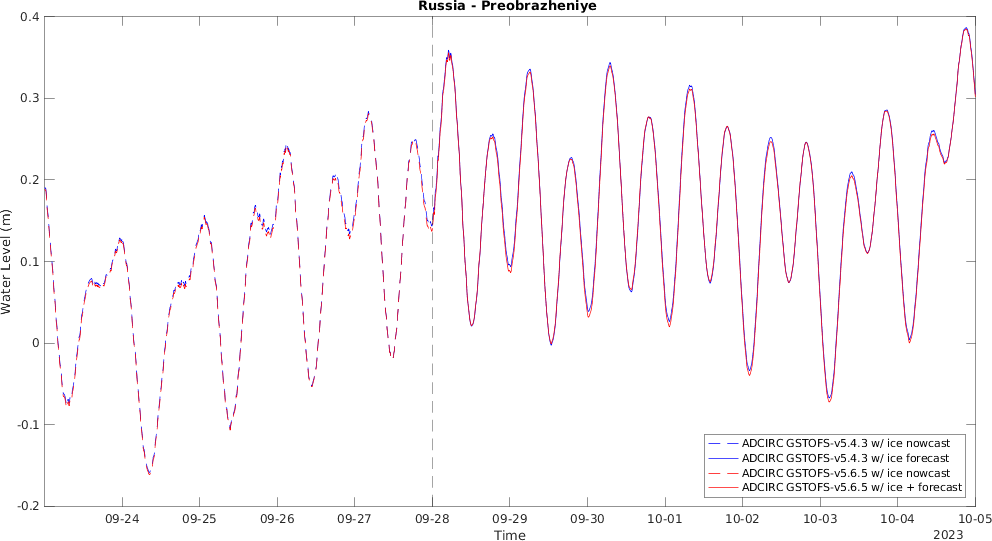 Russia - Preobrazheniye
0.4
0.3
0.2
0.1
0
-0.1
-0.2
Water Level (m)
ADCIRC GSTOFS-v5.4.3 w/ ice nowcast
ADCIRC GSTOFS-v5.4.3 w/ ice forecast
ADCIRC GSTOFS-v5.6.5 w/ ice nowcast
ADCIRC GSTOFS-v5.6.5 w/ ice + forecast
09-24 09-25 09-26 09-27 09-28 09-29 09-30 10-01 10-02 10-03 10-04 10-05
Time
2023